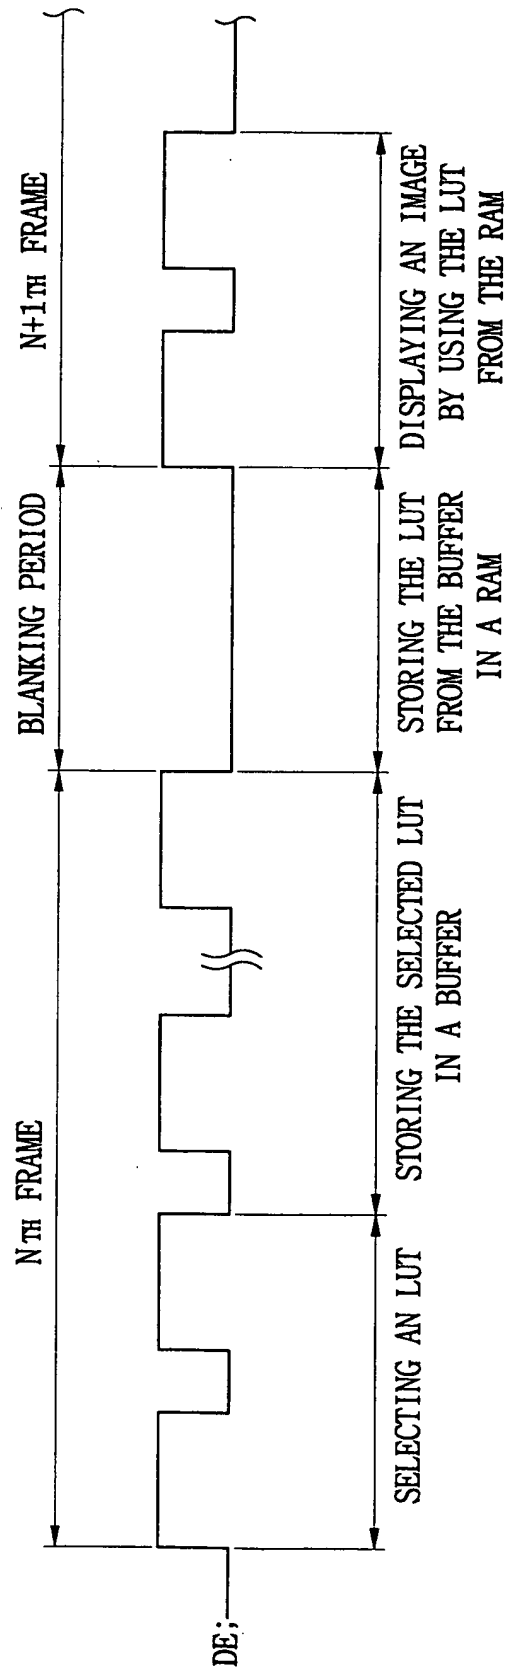 NTH FRAME
BLANKING PERIOD
N+1TH FRAME
DE;
SELECTING AN LUT
STORING THE SELECTED LUT
IN A BUFFER
STORING THE LUT
FROM THE BUFFER
IN A RAM
DISPLAYING AN IMAGE
BY USING THE LUT
FROM THE RAM